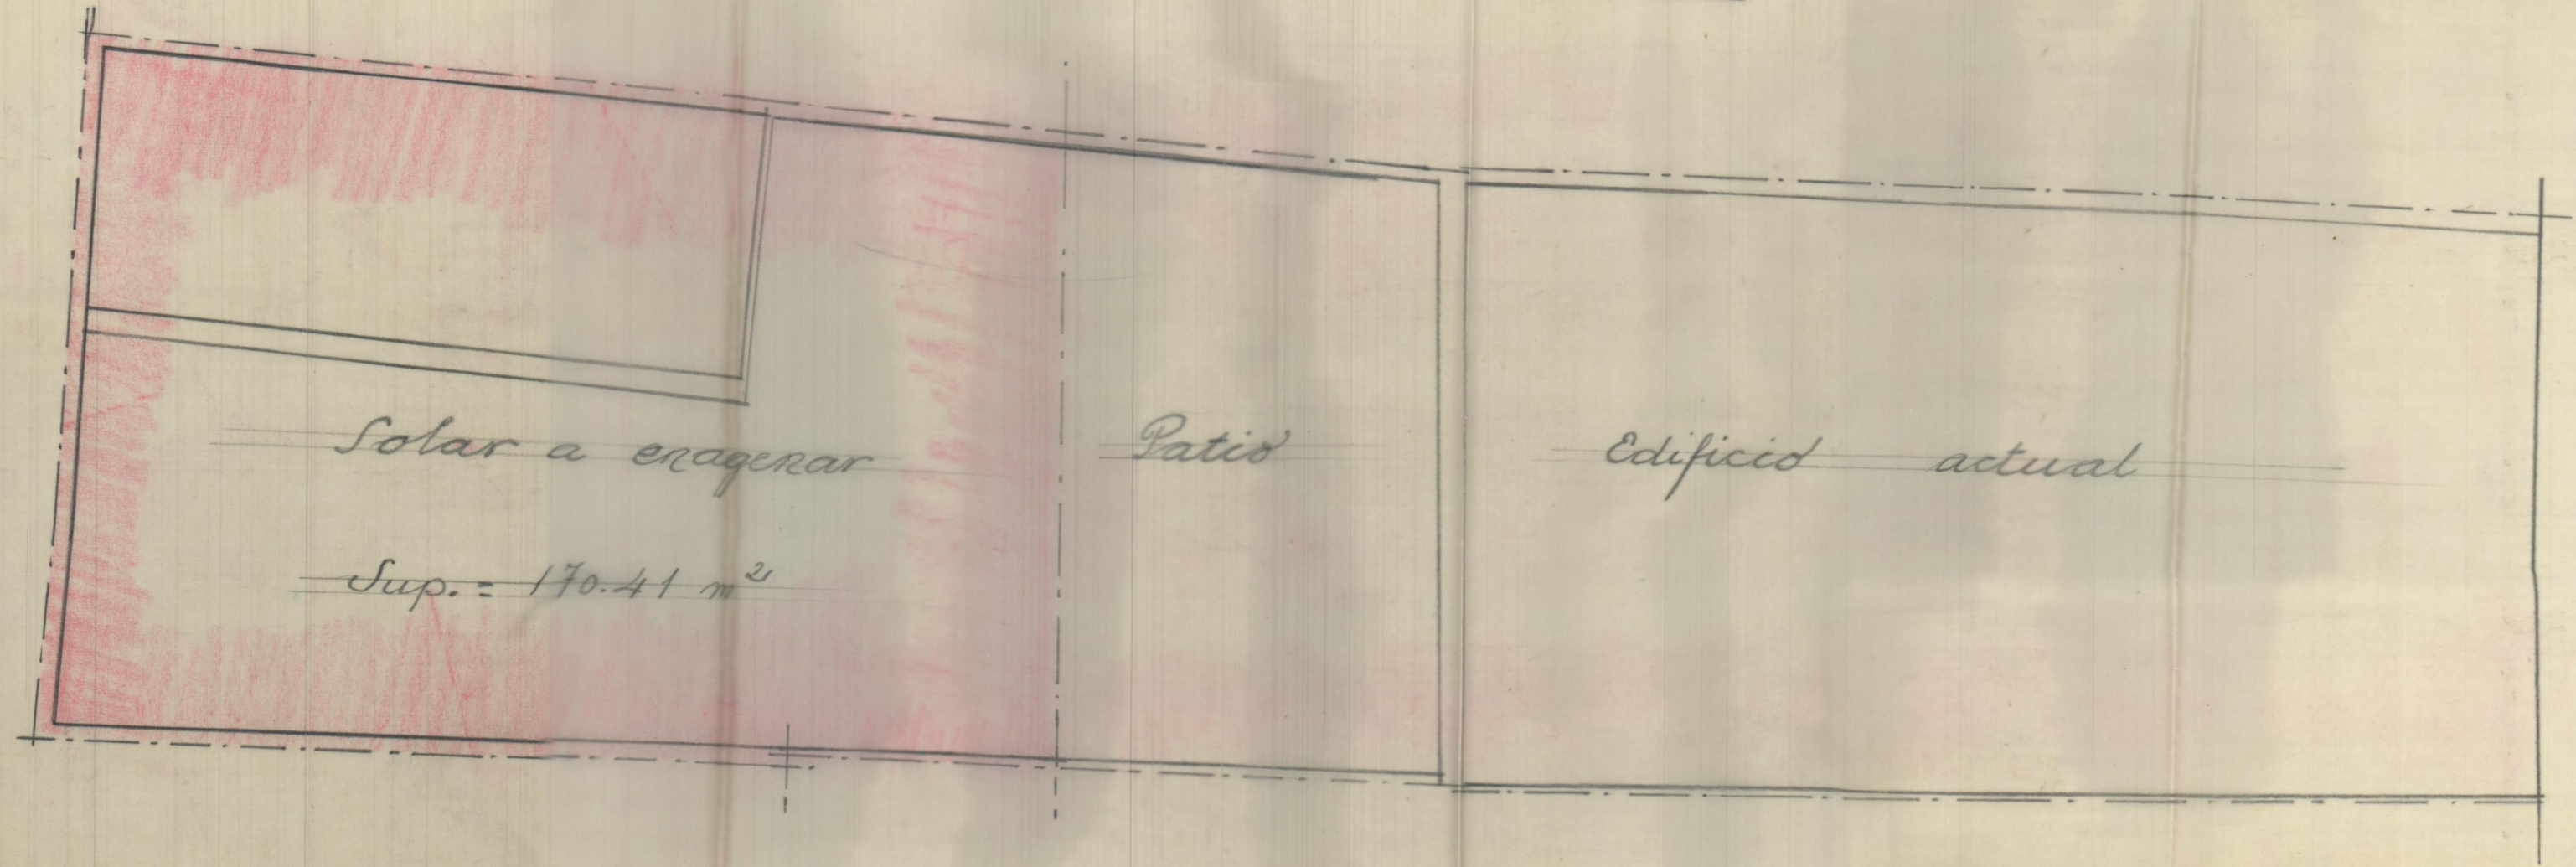 Solar a enagenar
Patio
Edificio actual
Sup. = 170.41 m²